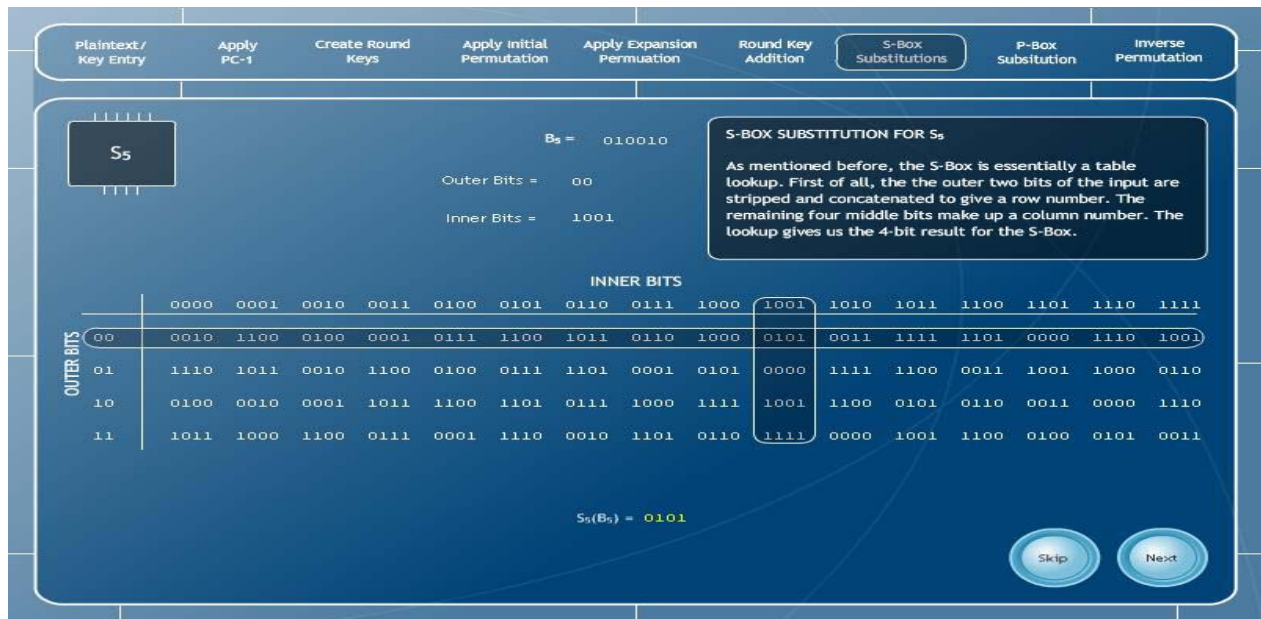 Plaintext/ Apply Create Round Apply Initial Apply Expansion Round Key S-Box P-Box Inverse
Key Entry PC-1 Keys Permutation Permuation Addition Substitutions Subsitution Permutation
S₅
B₅ = 010010
Outer Bits = 00
Inner Bits = 1001
S-BOX SUBSTITUTION FOR S₅
As mentioned before, the S-Box is essentially a table
lookup. First of all, the the outer two bits of the input are
stripped and concatenated to give a row number. The
remaining four middle bits make up a column number. The
lookup gives us the 4-bit result for the S-Box.
INNER BITS
0000 0001 0010 0011 0100 0101 0110 0111 1000 1001 1010 1011 1100 1101 1110 1111
OUTER BITS
00 0010 1100 0100 0001 0111 1100 1011 0110 1000 0101 0011 1111 1101 0000 1110 1001
01 1110 1011 0010 1100 0100 0111 1101 0001 0101 0000 1111 1100 0011 1001 1000 0110
10 0100 0010 0001 1011 1100 1101 0111 1000 1111 1001 1100 0101 0110 0011 0000 1110
11 1011 1000 1100 0111 0001 1110 0010 1101 0110 1111 0000 1001 1100 0100 0101 0011
S₅(B₅) = 0101
Skip Next